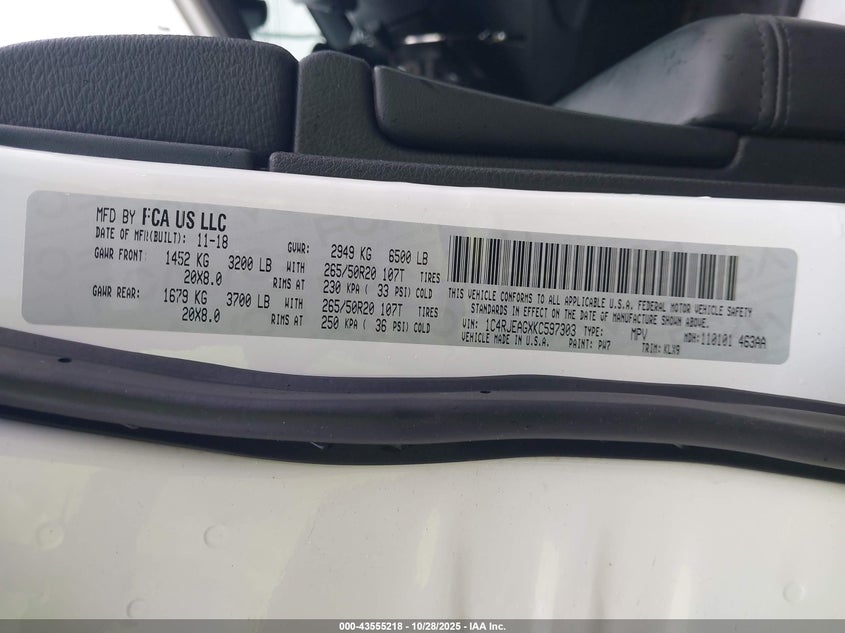 MFD BY FCA US LLC
DATE OF MFR(BUILT): 11-18 GVWR: 2949 KG 6500 LB
GAWR FRONT: 1452 KG 3200 LB WITH 265/50R20 107T TIRES
20X8.0 RIMS AT 230 KPA ( 33 PSI) COLD
GAWR REAR: 1679 KG 3700 LB WITH 265/50R20 107T TIRES
20X8.0 RIMS AT 250 KPA ( 36 PSI) COLD
THIS VEHICLE CONFORMS TO ALL APPLICABLE U.S.A. FEDERAL MOTOR VEHICLE SAFETY
STANDARDS IN EFFECT ON THE DATE OF MANUFACTURE SHOWN ABOVE.
VIN: 1C4RJEAGXKC597303 TYPE: MPV MDH: 110101 463AA
VEHICLE MADE IN U.S.A. PAINT: PW7 TRIM: KLX9
000-43555218 - 10/28/2025 - IAA Inc.